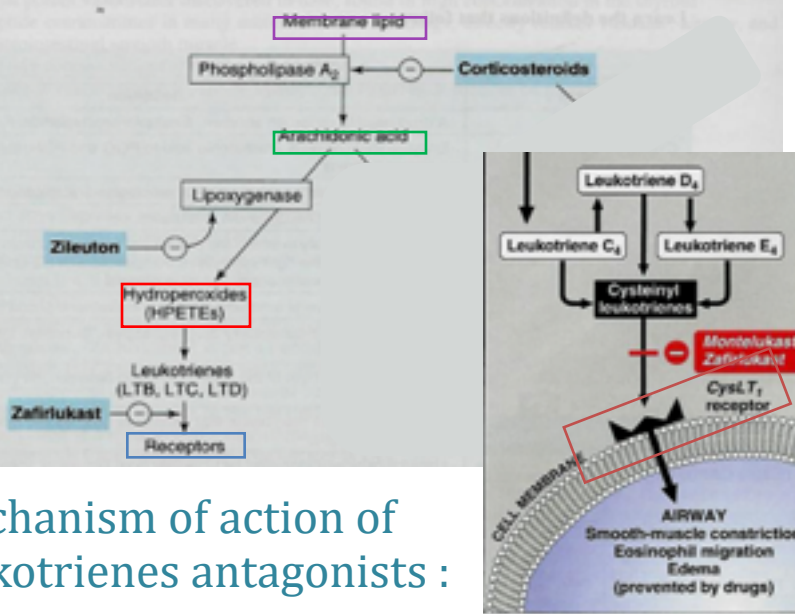 Membrane lipid
Phospholipase A2
Corticosteroids
Arachidonic acid
Lipoxygenase
Zileuton
Hydroperoxides
(HPETEs)
Leukotrienes
(LTB, LTC, LTD)
Zafirlukast
Receptors
Leukotriene D4
Leukotriene C4
Leukotriene E4
Cysteinyl
leukotrienes
Montelukast
Zafirlukast
CysLT1
receptor
CELL MEMBRANE
AIRWAY
Smooth-muscle constriction
Eosinophil migration
Edema
(prevented by drugs)
chanism of action of
kotrienes antagonists :